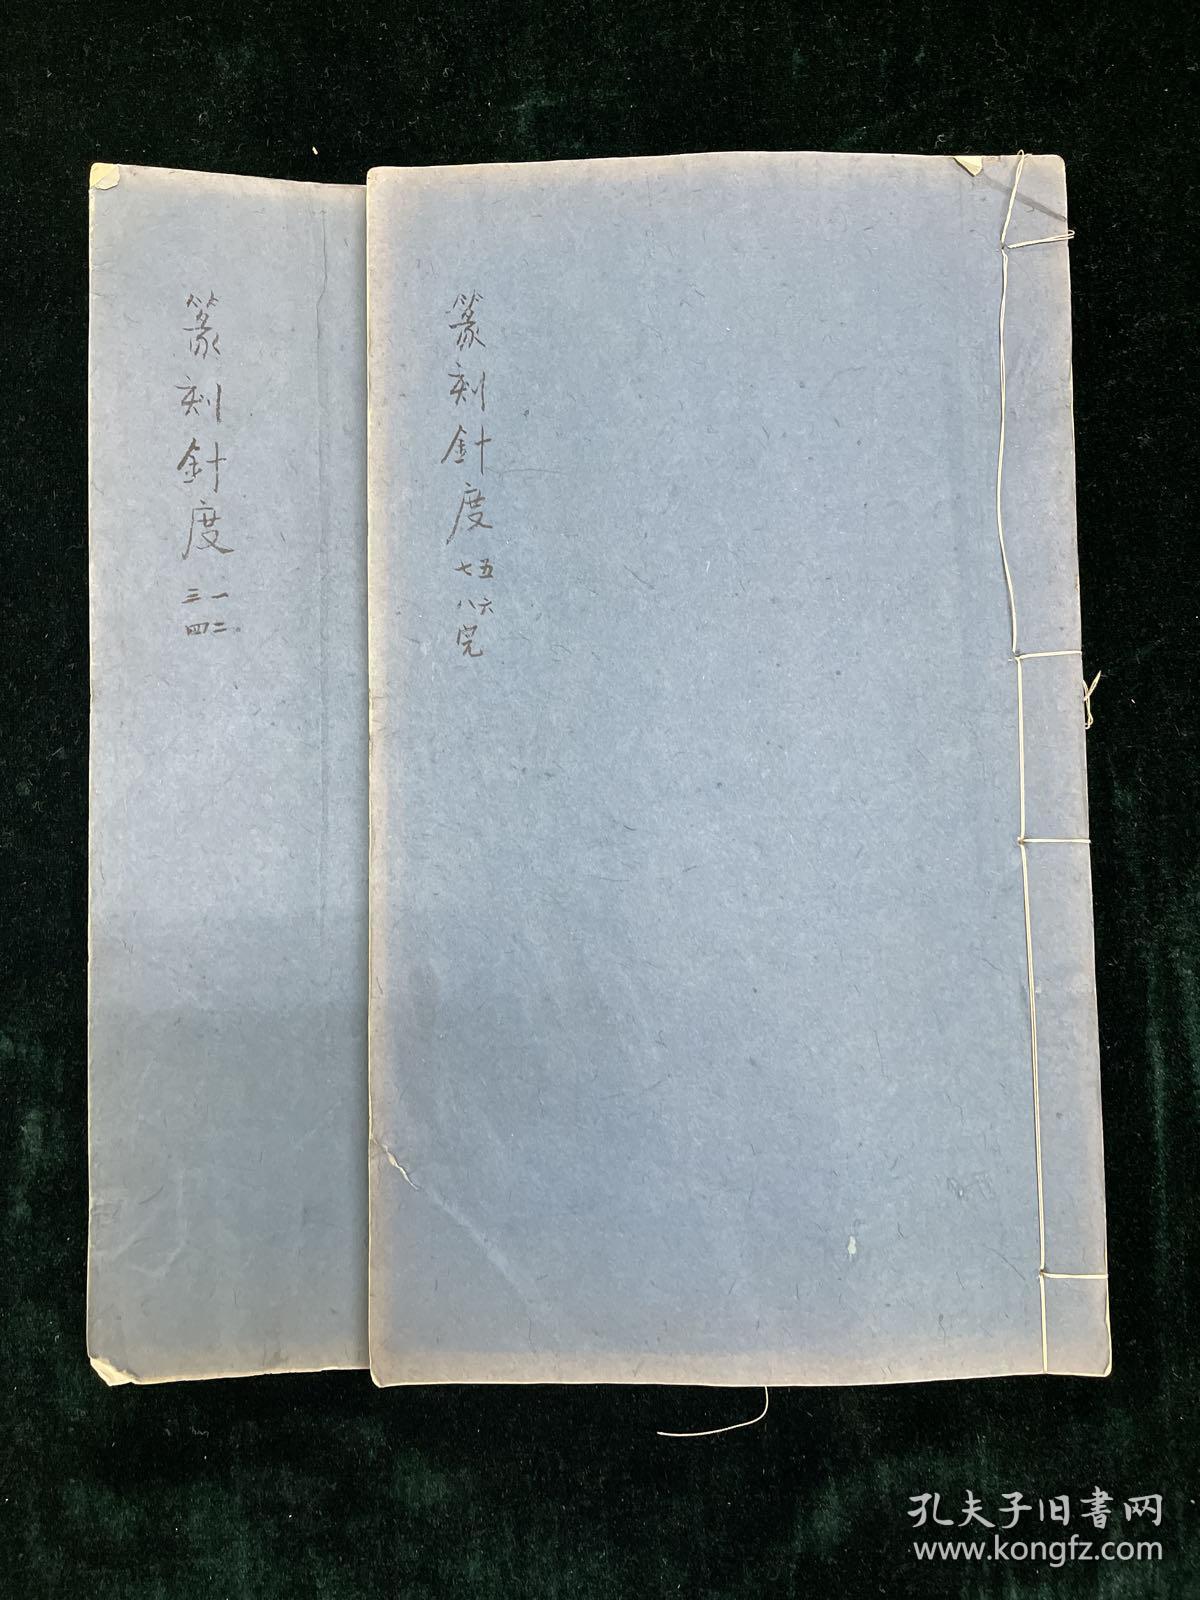 篆刻針度
五六
七八完
篆刻針度
一二
三四
孔夫子旧書网
www.kongfz.com